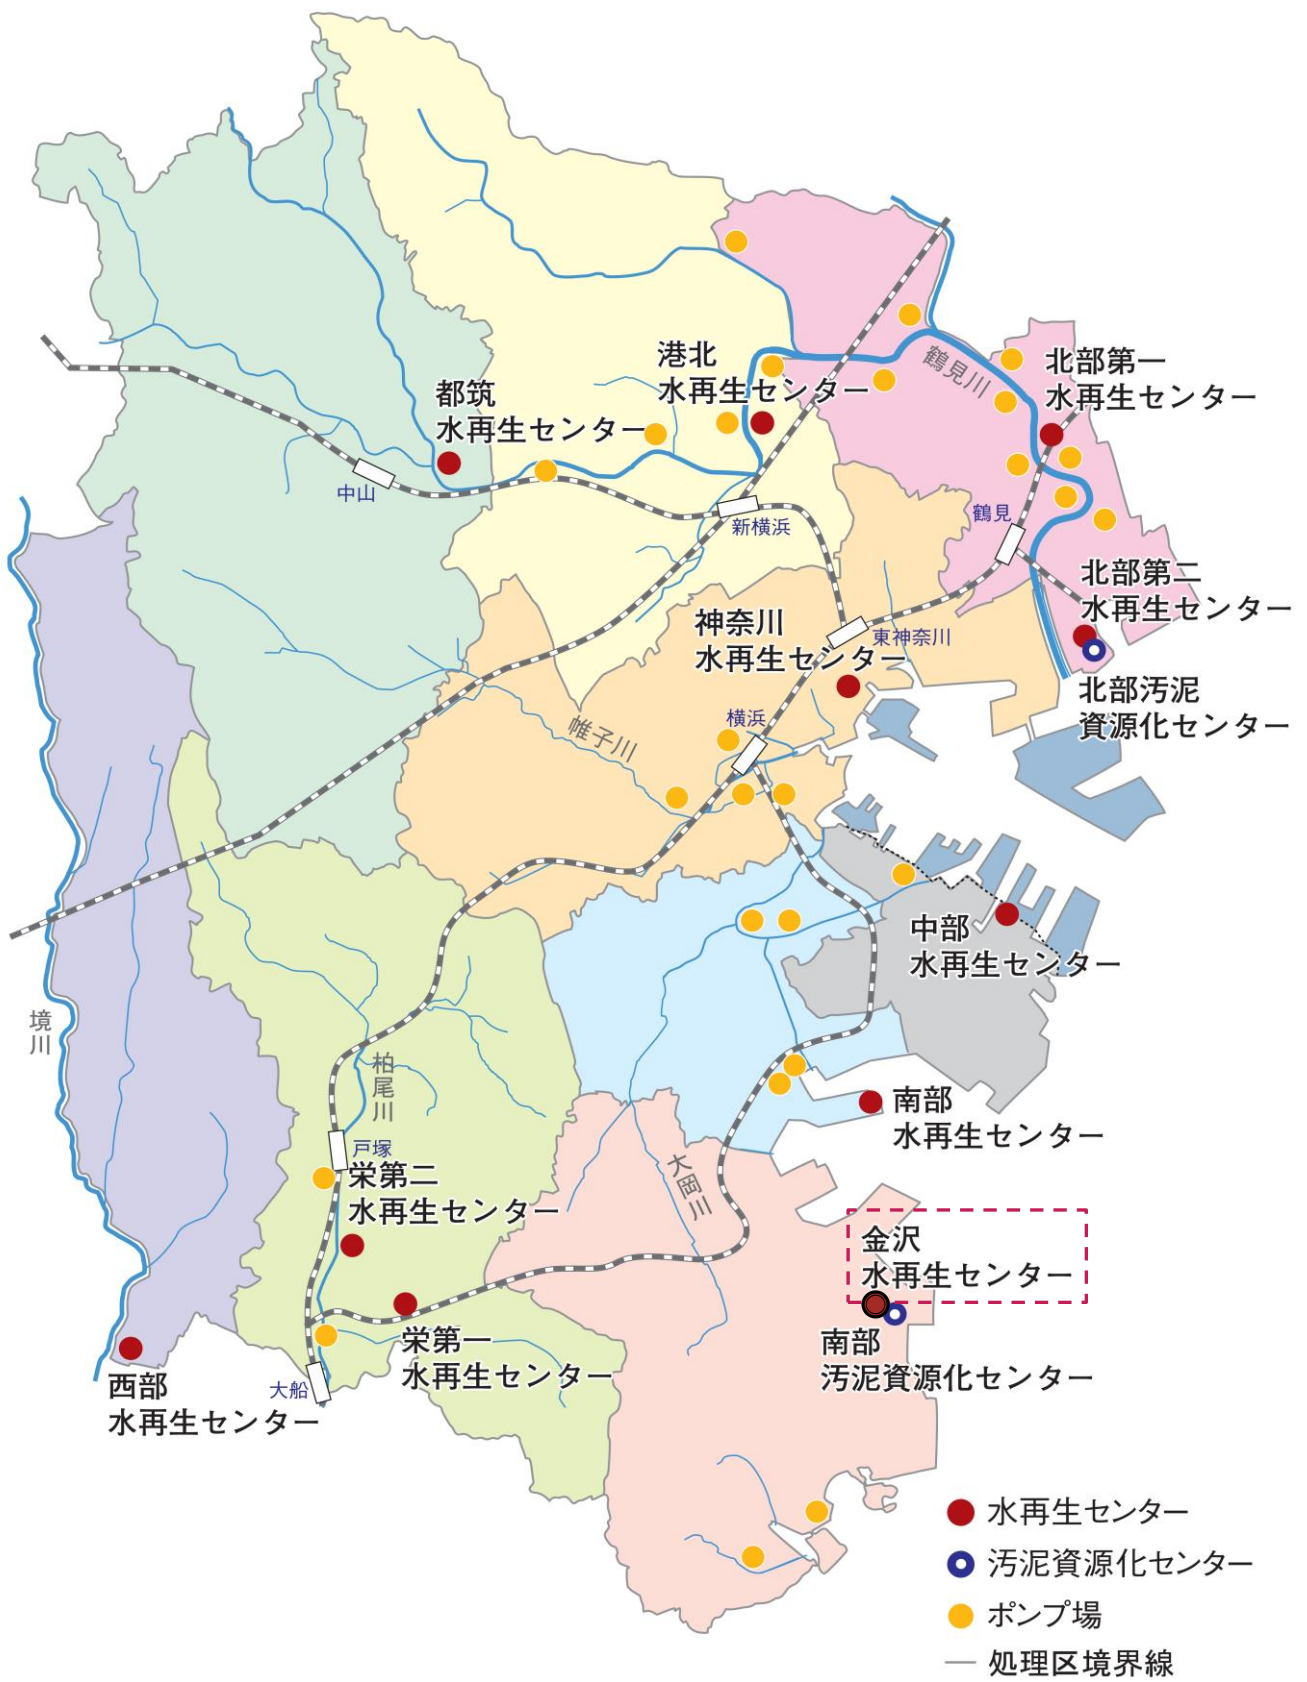 港北
水再生センター
都筑
水再生センター
鶴見川
北部第一
水再生センター
中山
新横浜
鶴見
北部第二
水再生センター
神奈川
水再生センター
東神奈川
北部汚泥
資源化センター
横浜
帷子川
中部
水再生センター
境川
柏尾川
南部
水再生センター
戸塚
栄第二
水再生センター
大岡川
金沢
水再生センター
南部
汚泥資源化センター
栄第一
水再生センター
大船
西部
水再生センター
水再生センター
汚泥資源化センター
ポンプ場
処理区境界線